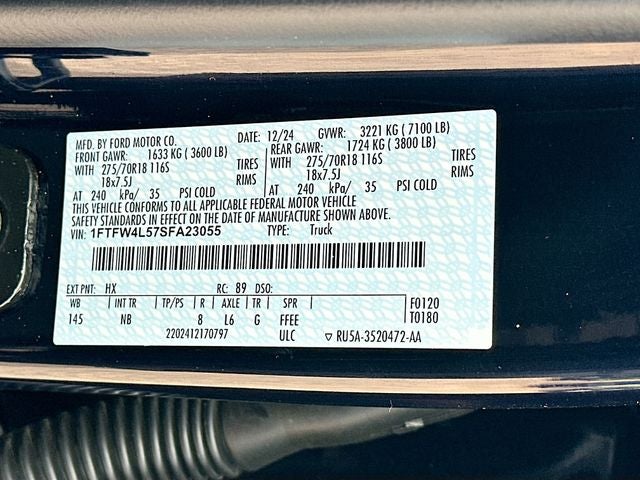 MFD. BY FORD MOTOR CO. DATE: 12/24 GVWR: 3221 KG ( 7100 LB)
FRONT GAWR: 1633 KG ( 3600 LB) REAR GAWR: 1724 KG ( 3800 LB)
WITH 275/70R18 116S TIRES WITH 275/70R18 116S TIRES
18x7.5J RIMS 18x7.5J RIMS
AT 240 kPa/ 35 PSI COLD AT 240 kPa/ 35 PSI COLD
THIS VEHICLE CONFORMS TO ALL APPLICABLE FEDERAL MOTOR VEHICLE
SAFETY STANDARDS IN EFFECT ON THE DATE OF MANUFACTURE SHOWN ABOVE.
VIN: 1FTFW4L57SFA23055 TYPE: Truck
EXT PNT: HX RC: 89 DSO:
WB INT TR TP/PS R AXLE TR SPR F0120
145 NB 8 L6 G FFEE T0180
2202412170797 ULC ▽ RU5A-3520472-AA